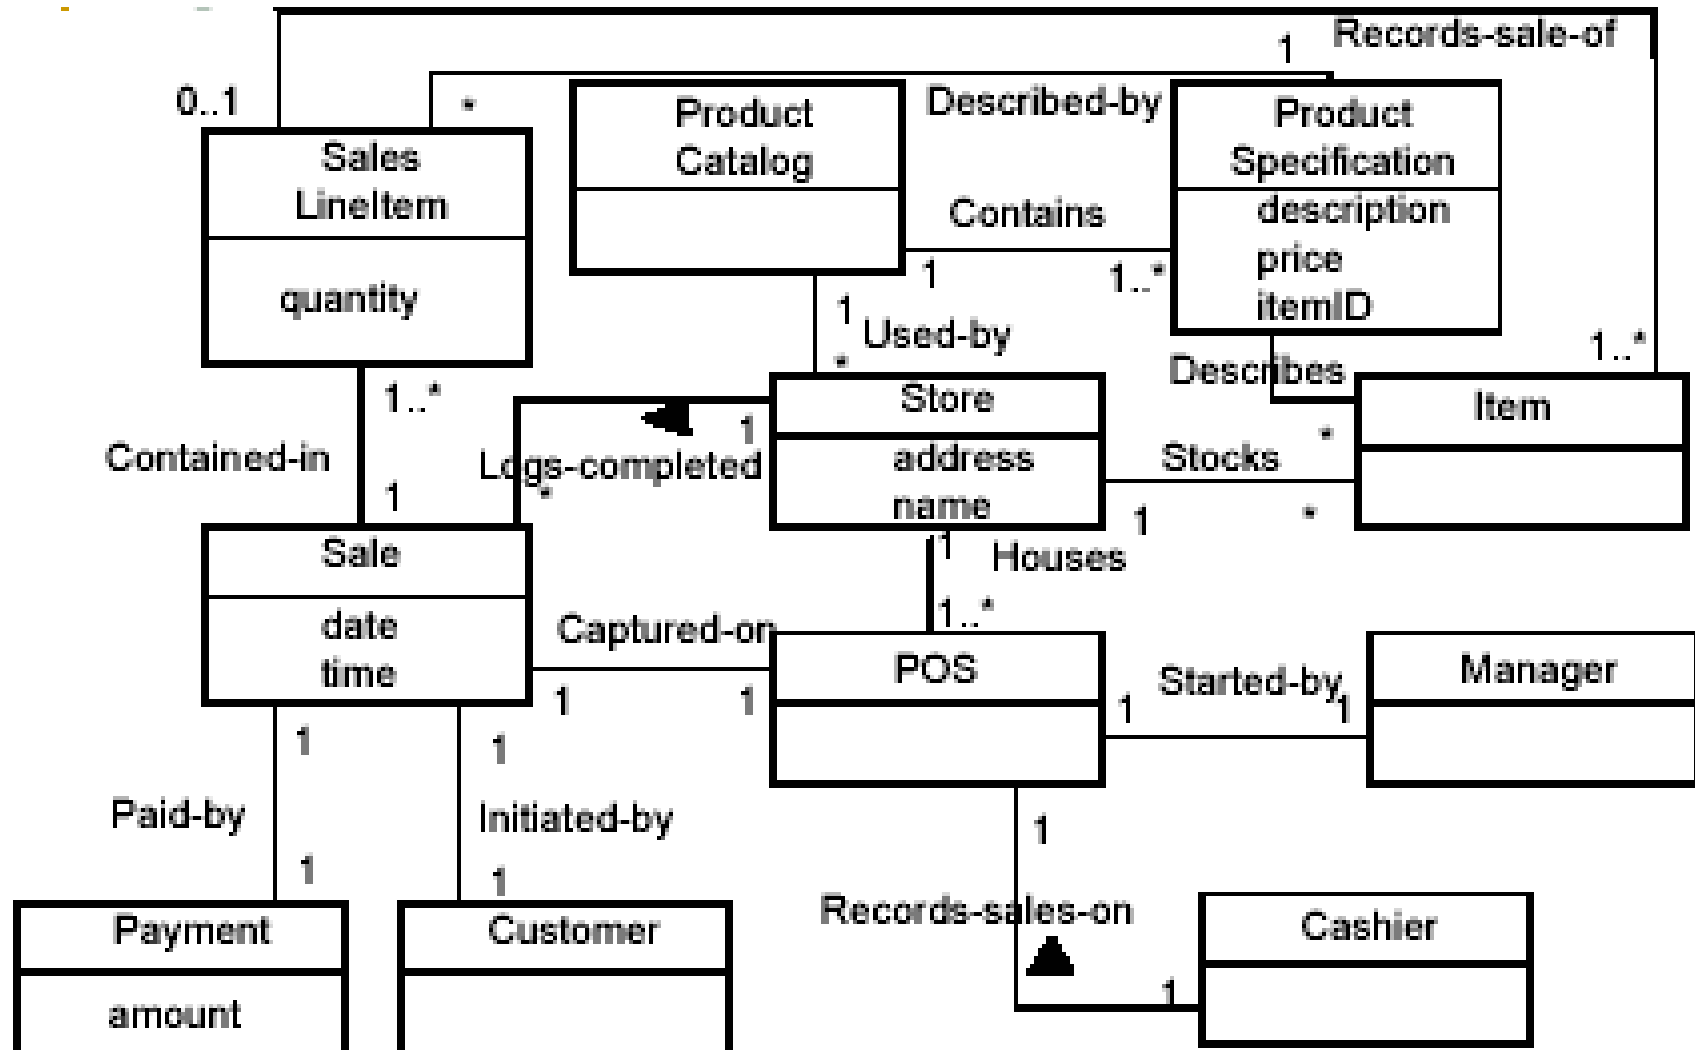 Records-sale-of
1
0..1
*
Described-by
Product
Catalog
Product
Specification
description
price
itemID
Sales
LineItem
quantity
Contains
1
1..*
1
Used-by
*
1..*
Describes
1..*
Store
address
name
Item
*
Contained-in
1
Logs-completed
*
1
Stocks
1
*
1
Houses
1..*
Sale
date
time
Captured-on
1
1
POS
Started-by
1
1
Manager
1
1
Paid-by
Initiated-by
1
1
1
Records-sales-on
1
Cashier
Payment
amount
Customer